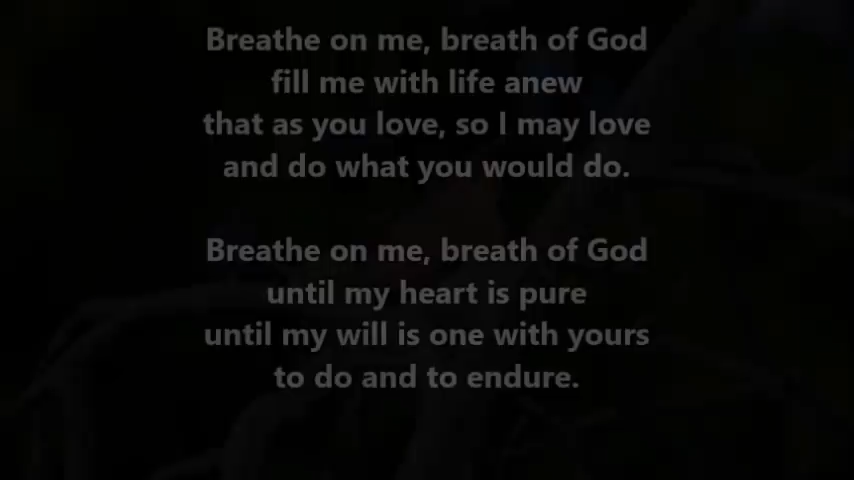 Breathe on me, breath of God
fill me with life anew
that as you love, so I may love
and do what you would do.
Breathe on me, breath of God
until my heart is pure
until my will is one with yours
to do and to endure.